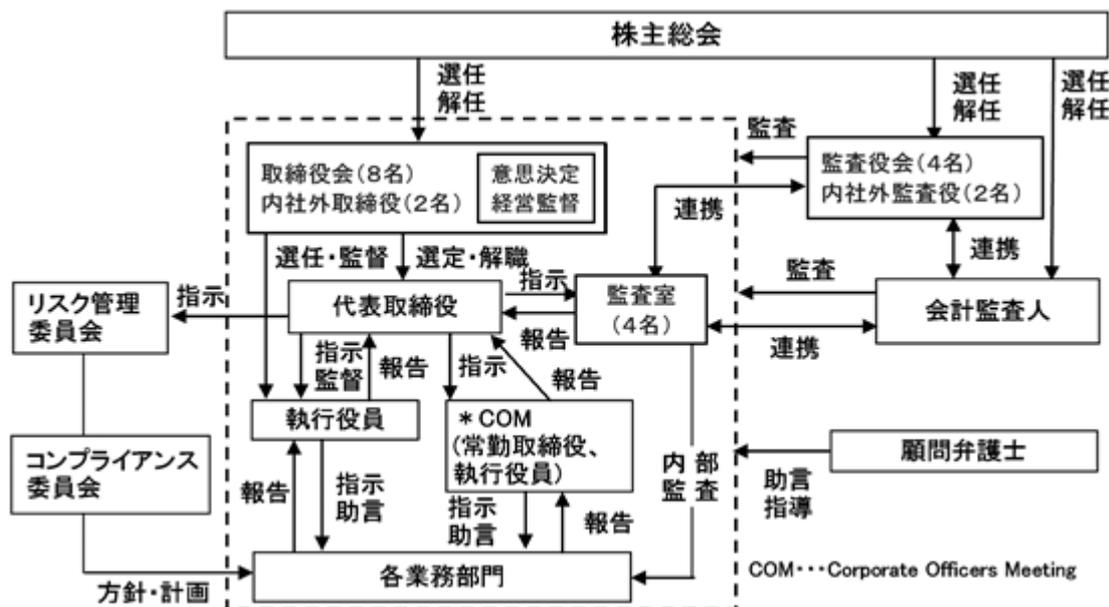 株主総会
選任
解任
選任
解任
選任
解任
監査
取締役会(8名)
内社外取締役(2名)
意思決定
経営監督
監査役会(4名)
内社外監査役(2名)
連携
連携
選任・監督
選定・解職
監査
リスク管理
委員会
指示
代表取締役
指示
報告
監査室
(4名)
会計監査人
連携
指示
監督
報告
指示
報告
執行役員
*COM
(常勤取締役、
執行役員)
内部
監査
顧問弁護士
助言
指導
コンプライアンス
委員会
報告
指示
助言
指示
助言
報告
各業務部門
方針・計画
COM・・・Corporate Officers Meeting